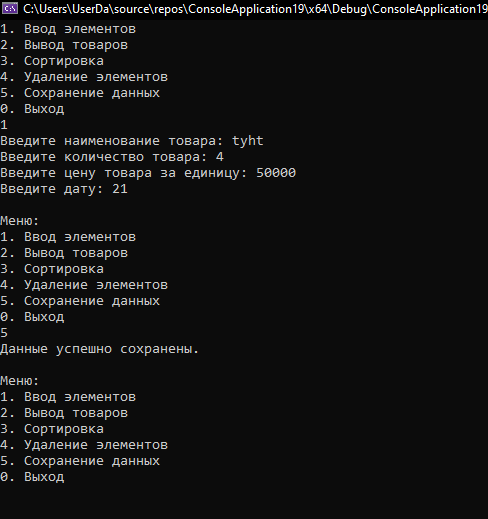 C:\Users\UserDa\source\repos\ConsoleApplication19\x64\Debug\ConsoleApplication19
1. Ввод элементов
2. Вывод товаров
3. Сортировка
4. Удаление элементов
5. Сохранение данных
0. Выход
1
Введите наименование товара: tyht
Введите количество товара: 4
Введите цену товара за единицу: 50000
Введите дату: 21
Меню:
1. Ввод элементов
2. Вывод товаров
3. Сортировка
4. Удаление элементов
5. Сохранение данных
0. Выход
5
Данные успешно сохранены.
Меню:
1. Ввод элементов
2. Вывод товаров
3. Сортировка
4. Удаление элементов
5. Сохранение данных
0. Выход